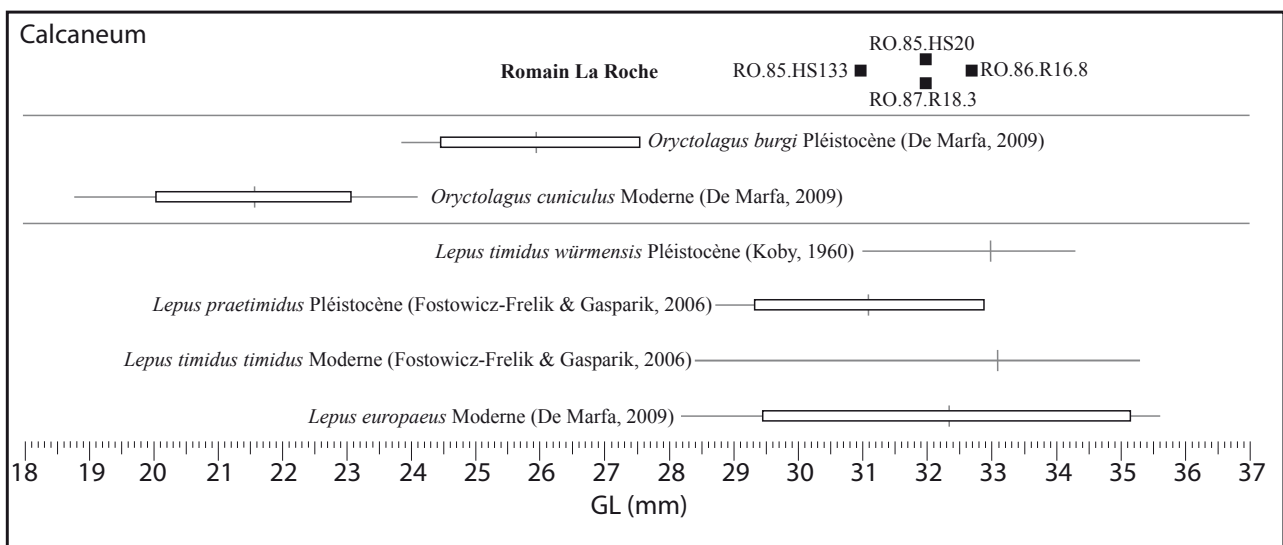 Calcaneum
RO.85.HS20
Romain La Roche
RO.85.HS133
RO.86.R16.8
RO.87.R18.3
Oryctolagus burgi Pléistocène (De Marfa, 2009)
Oryctolagus cuniculus Moderne (De Marfa, 2009)
Lepus timidus würmensis Pléistocène (Koby, 1960)
Lepus praetimidus Pléistocène (Fostowicz-Frelik & Gasparik, 2006)
Lepus timidus timidus Moderne (Fostowicz-Frelik & Gasparik, 2006)
Lepus europaeus Moderne (De Marfa, 2009)
18 19 20 21 22 23 24 25 26 27 28 29 30 31 32 33 34 35 36 37
GL (mm)